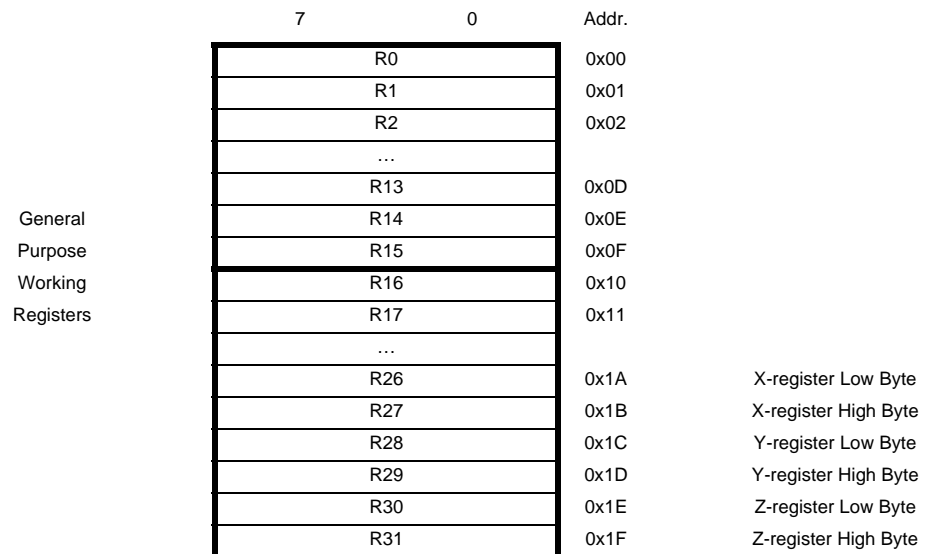 7 0 Addr.
R0 0x00
R1 0x01
R2 0x02
…
R13 0x0D
General R14 0x0E
Purpose R15 0x0F
Working R16 0x10
Registers R17 0x11
…
R26 0x1A X-register Low Byte
R27 0x1B X-register High Byte
R28 0x1C Y-register Low Byte
R29 0x1D Y-register High Byte
R30 0x1E Z-register Low Byte
R31 0x1F Z-register High Byte